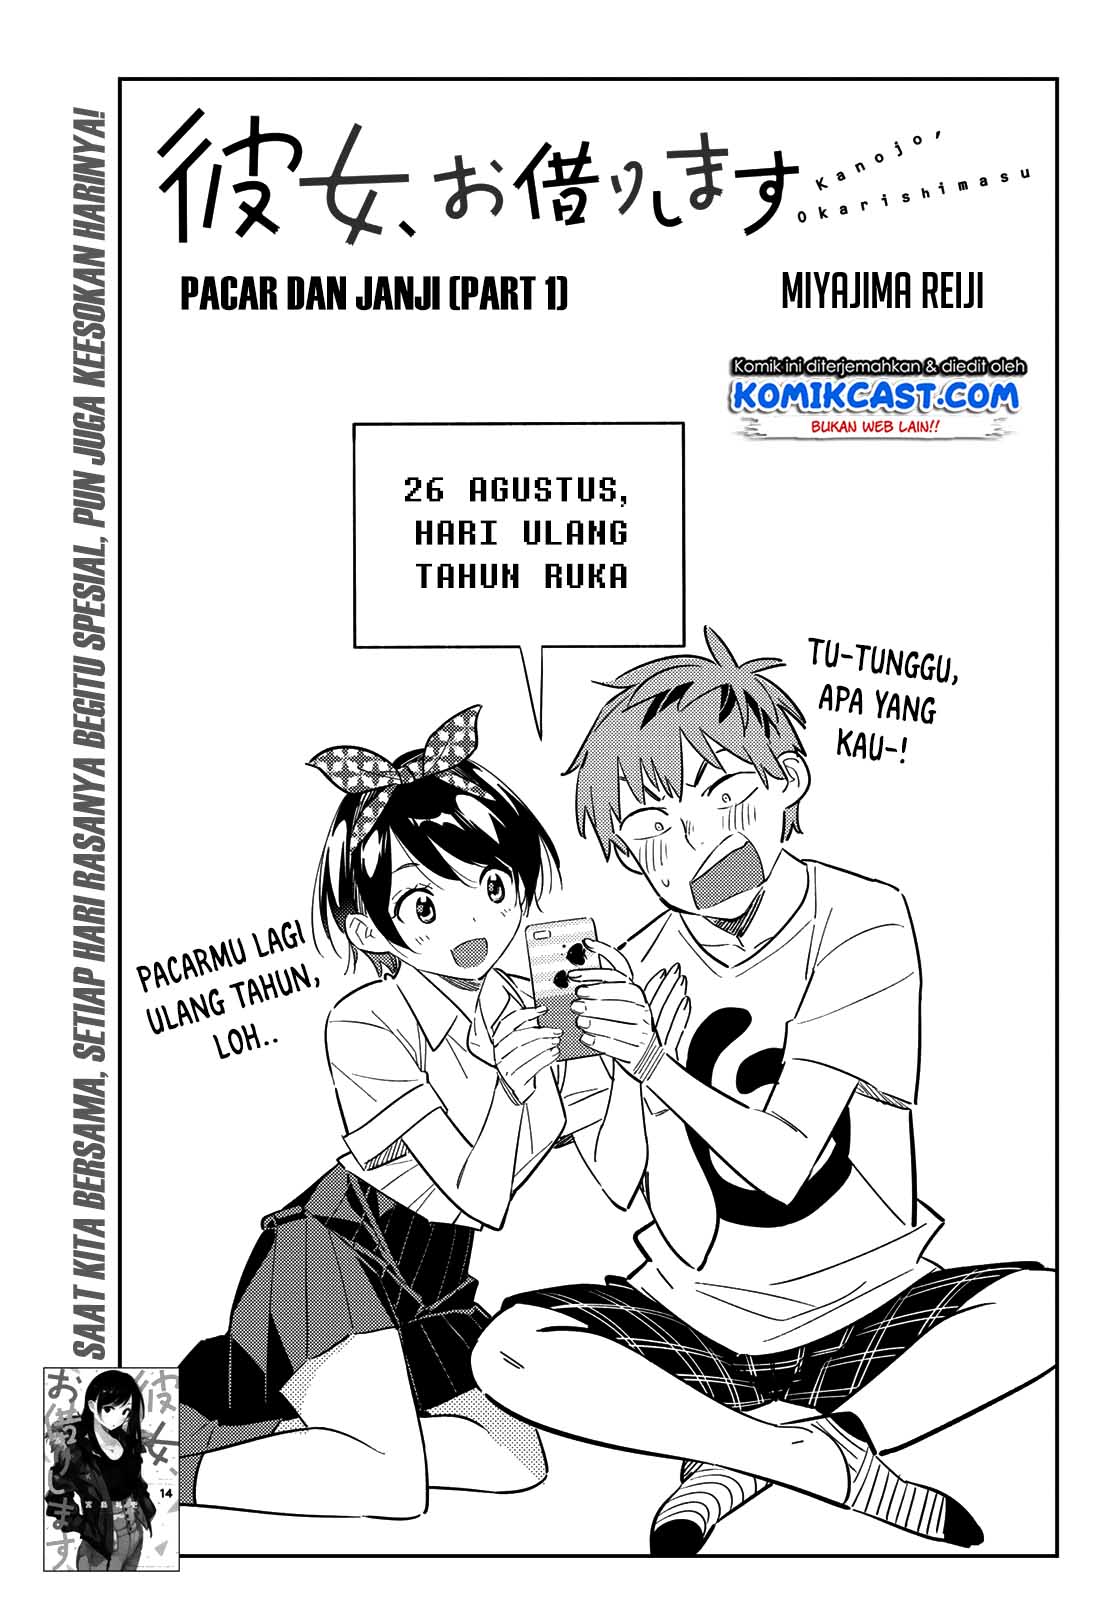 彼女、お借りします
Kanojo,
Okarishimasu
PACAR DAN JANJI (PART 1)
MIYAJIMA REIJI
Komik ini diterjemahkan & diedit oleh
KOMIKCAST.COM
BUKAN WEB LAIN!!
SAAT KITA BERSAMA, SETIAP HARI RASANYA BEGITU SPESIAL, PUN JUGA KEESOKAN HARINYA!
26 AGUSTUS,
HARI ULANG
TAHUN RUKA
TU-TUNGGU,
APA YANG
KAU-!
PACARMU LAGI
ULANG TAHUN,
LOH..
彼女、
お借りします
14